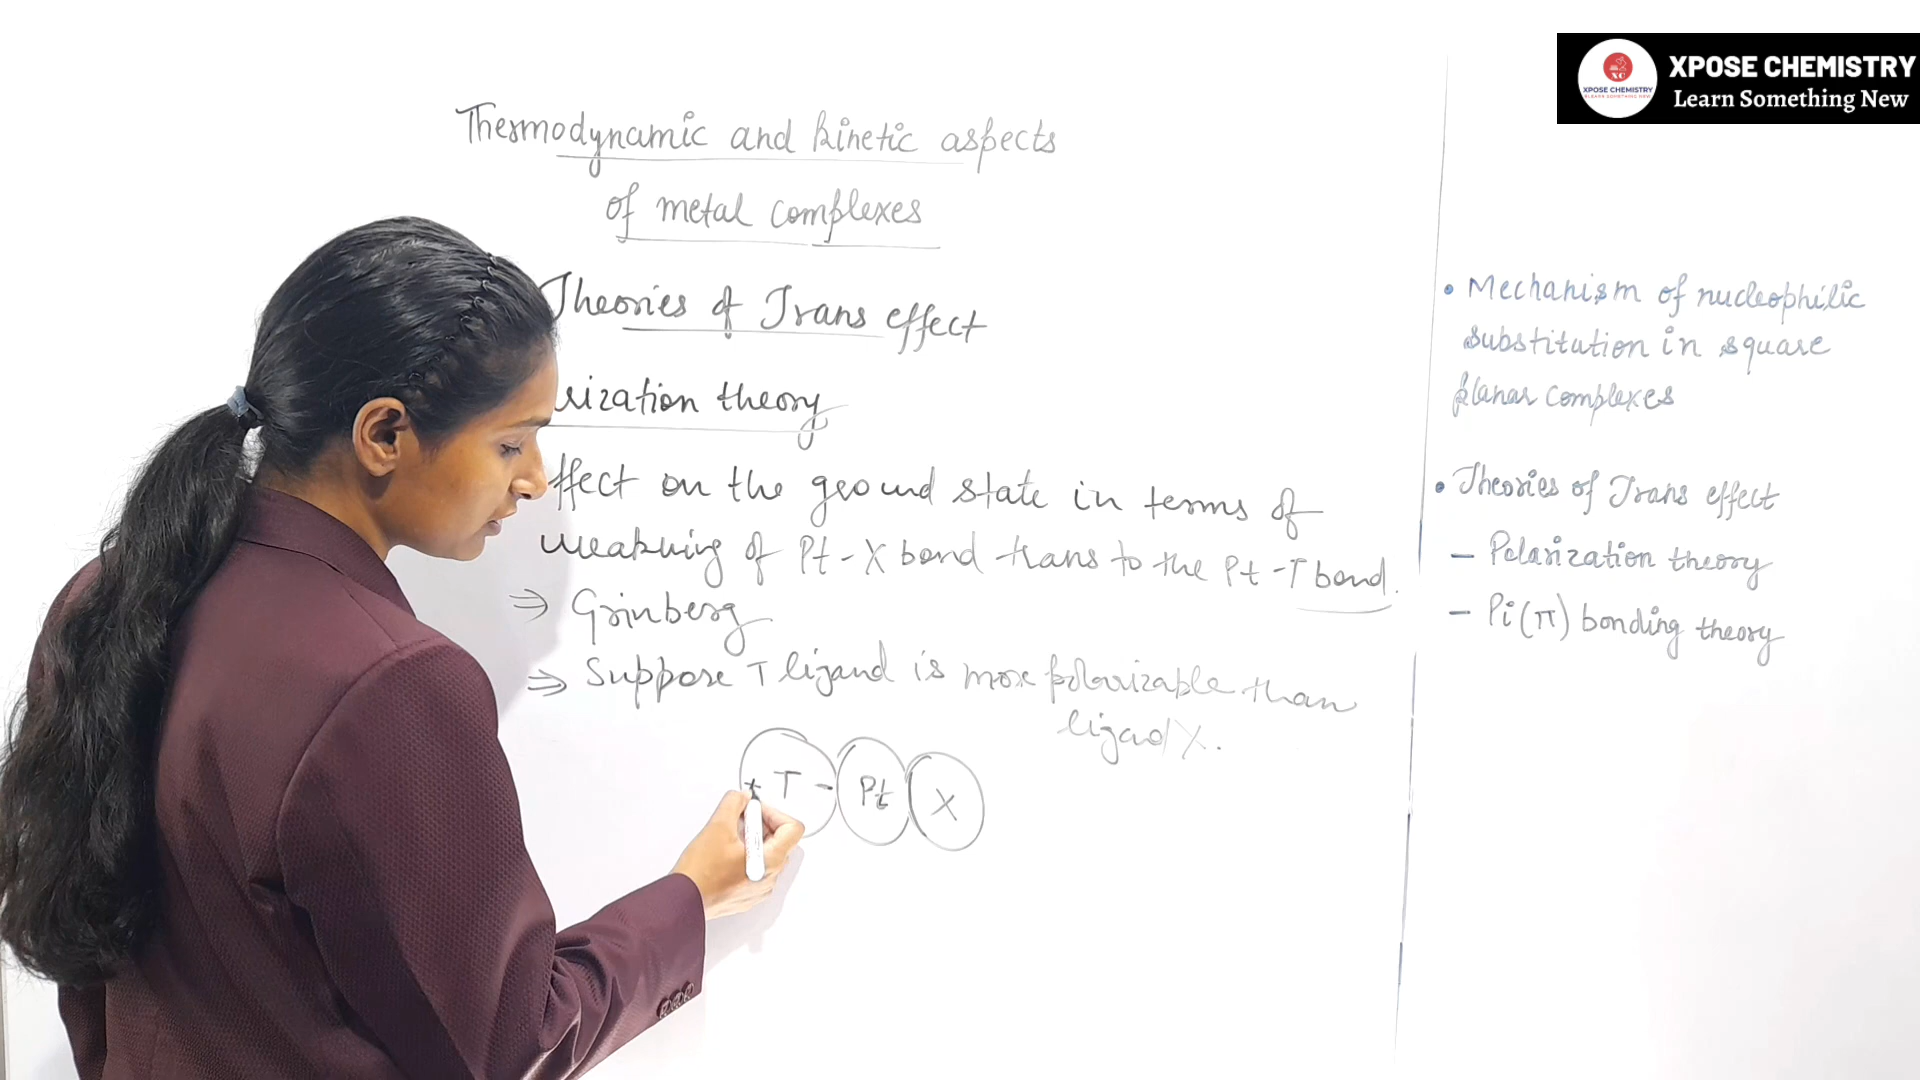 XPOSE CHEMISTRY
Learn Something New
XC
XPOSE CHEMISTRY
Thermodynamic and kinetic aspects
of metal complexes
Theories of Trans effect
rization theory
ffect on the ground state in terms of
weakning of Pt-X bond trans to the Pt-T bond.
⇒ Grinberg
⇒ Suppose T ligand is more polarizable than
ligand X.
+ T - Pt X
• Mechanism of nucleophilic
substitution in square
planar complexes
• Theories of Trans effect
- Polarization theory
- Pi(π) bonding theory